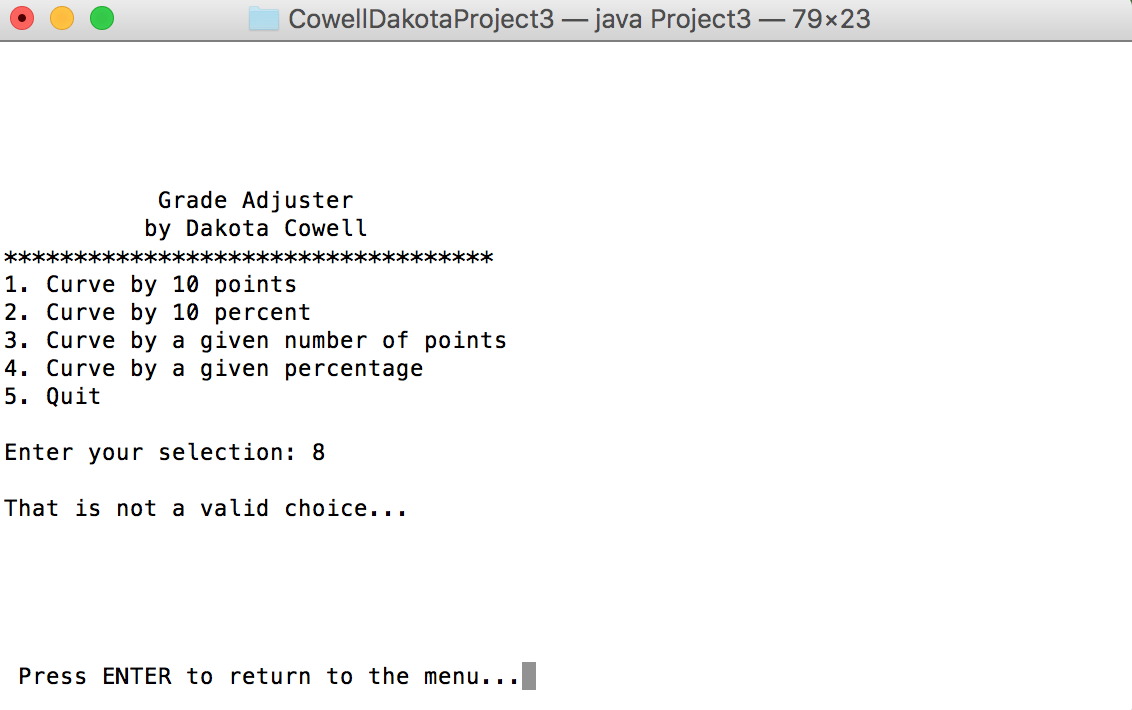 CowellDakotaProject3 — java Project3 — 79×23
Grade Adjuster
by Dakota Cowell
***********************************
1. Curve by 10 points
2. Curve by 10 percent
3. Curve by a given number of points
4. Curve by a given percentage
5. Quit
Enter your selection: 8
That is not a valid choice...
Press ENTER to return to the menu...